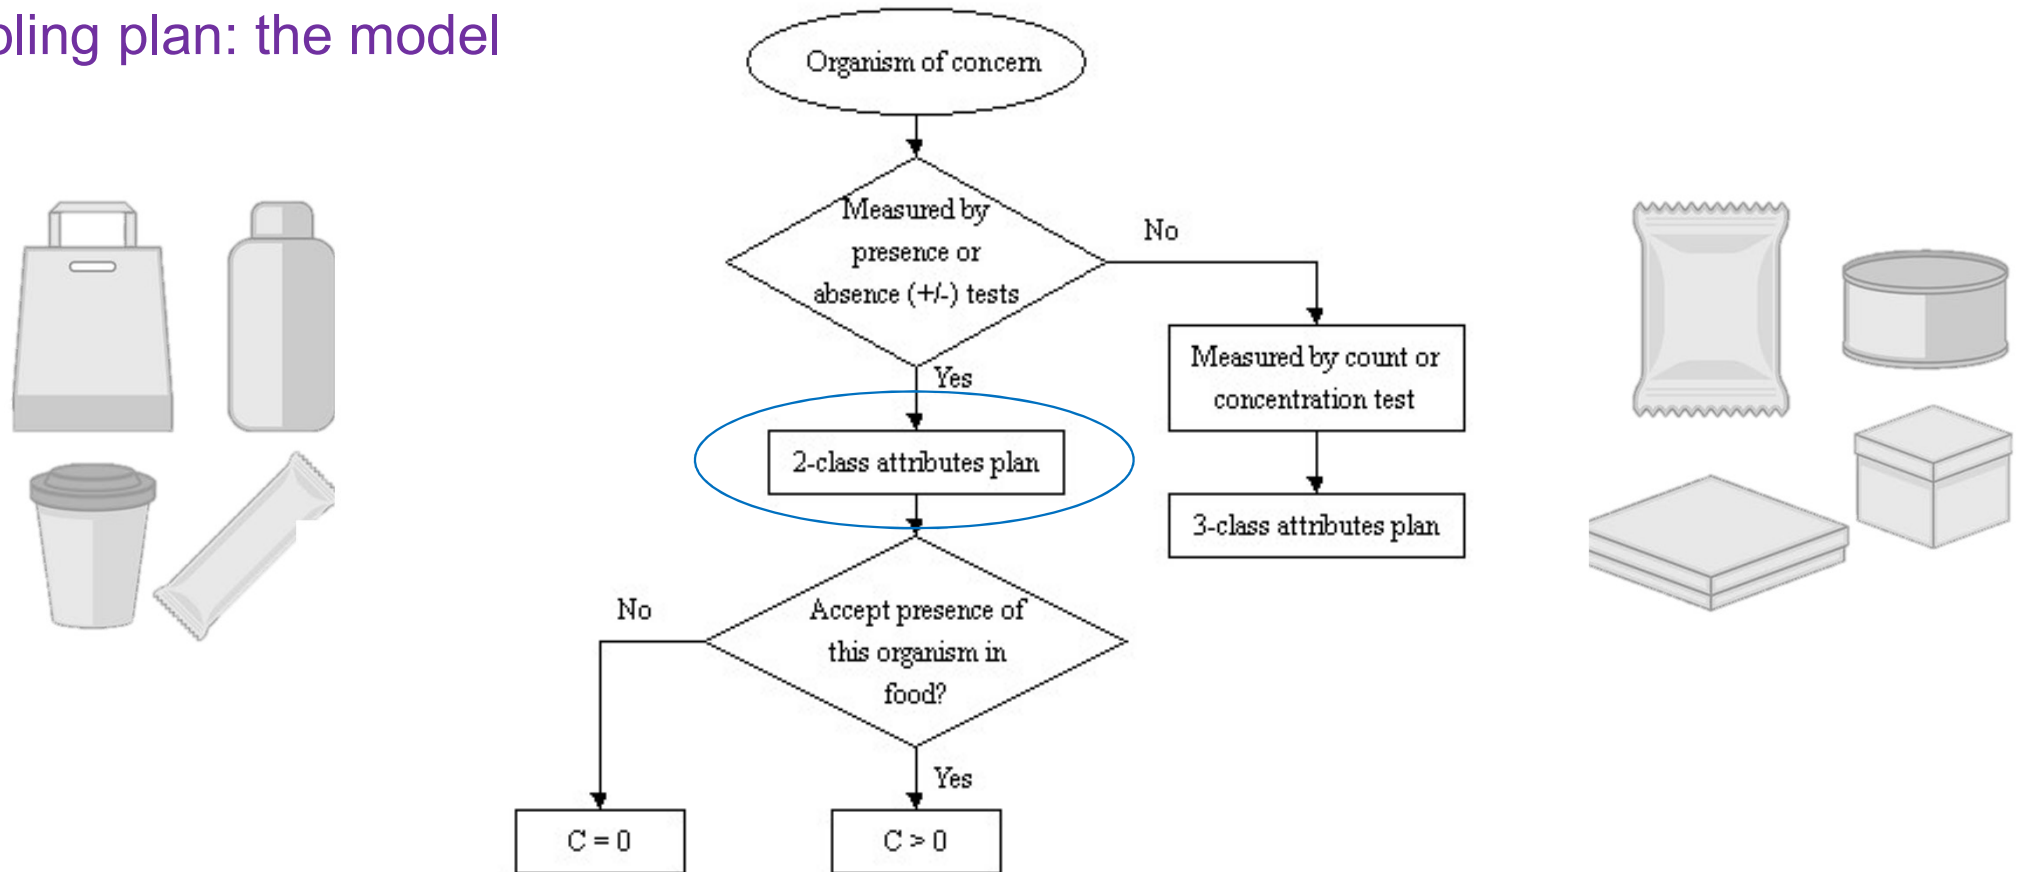 plan: the model
Organism of concern
Measured by
presence or
absence (+/-) tests
No
Yes
Measured by count or
concentration test
2-class attributes plan
3-class attributes plan
No
Accept presence of
this organism in
food?
Yes
C = 0
C > 0